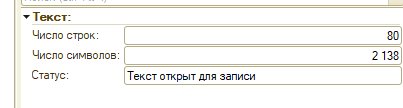 Текст:
Число строк: 80
Число символов: 2 138
Статус: Текст открыт для записи